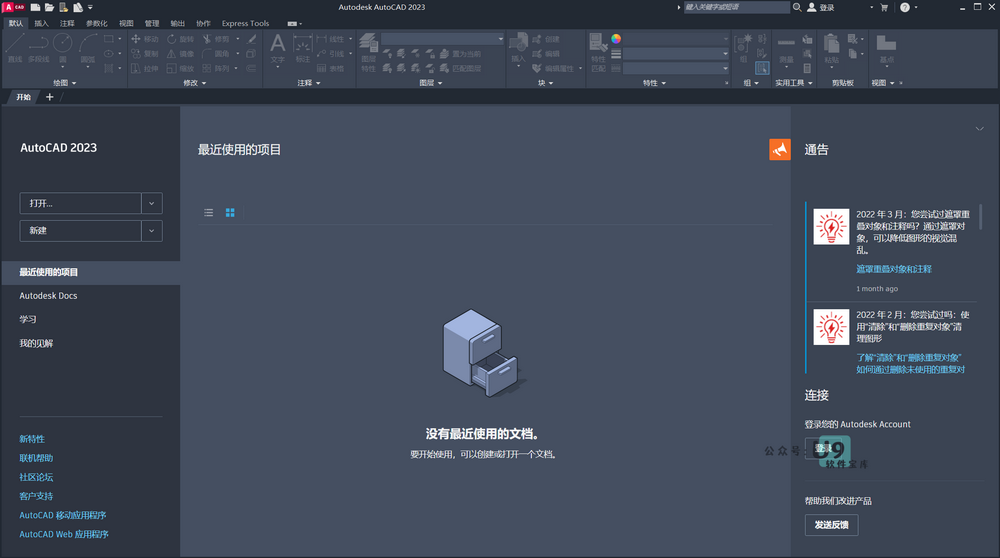 A CAD
Autodesk AutoCAD 2023
键入关键字或短语
登录
默认 插入 注释 参数化 视图 管理 输出 协作 Express Tools
直线 多段线 圆 圆弧
移动 旋转 修剪
复制 镜像 圆角
拉伸 缩放 阵列
文字 标注
线性
引线
表格
图层
特性
置为当前
匹配图层
插入
创建
编辑
编辑属性
特性
匹配
组
测量
粘贴
基点
绘图 修改 注释 图层 块 特性 组 实用工具 剪贴板 视图
开始
AutoCAD 2023
打开...
新建
最近使用的项目
Autodesk Docs
学习
我的见解
新特性
联机帮助
社区论坛
客户支持
AutoCAD 移动应用程序
AutoCAD Web 应用程序
最近使用的项目
没有最近使用的文档。
要开始使用，可以创建或打开一个文档。
通告
2022 年 3 月：您尝试过遮罩重
叠对象和注释吗？通过遮罩对
象，可以降低图形的视觉混
乱。
遮罩重叠对象和注释
1 month ago
2022 年 2 月：您尝试过吗：使
用“清除”和“删除重复对象”清
理图形
了解“清除”和“删除重复对象”
如何通过删除未使用的重复对
连接
登录您的 Autodesk Account
登录
公众号：
U9
软件宝库
帮助我们改进产品
发送反馈